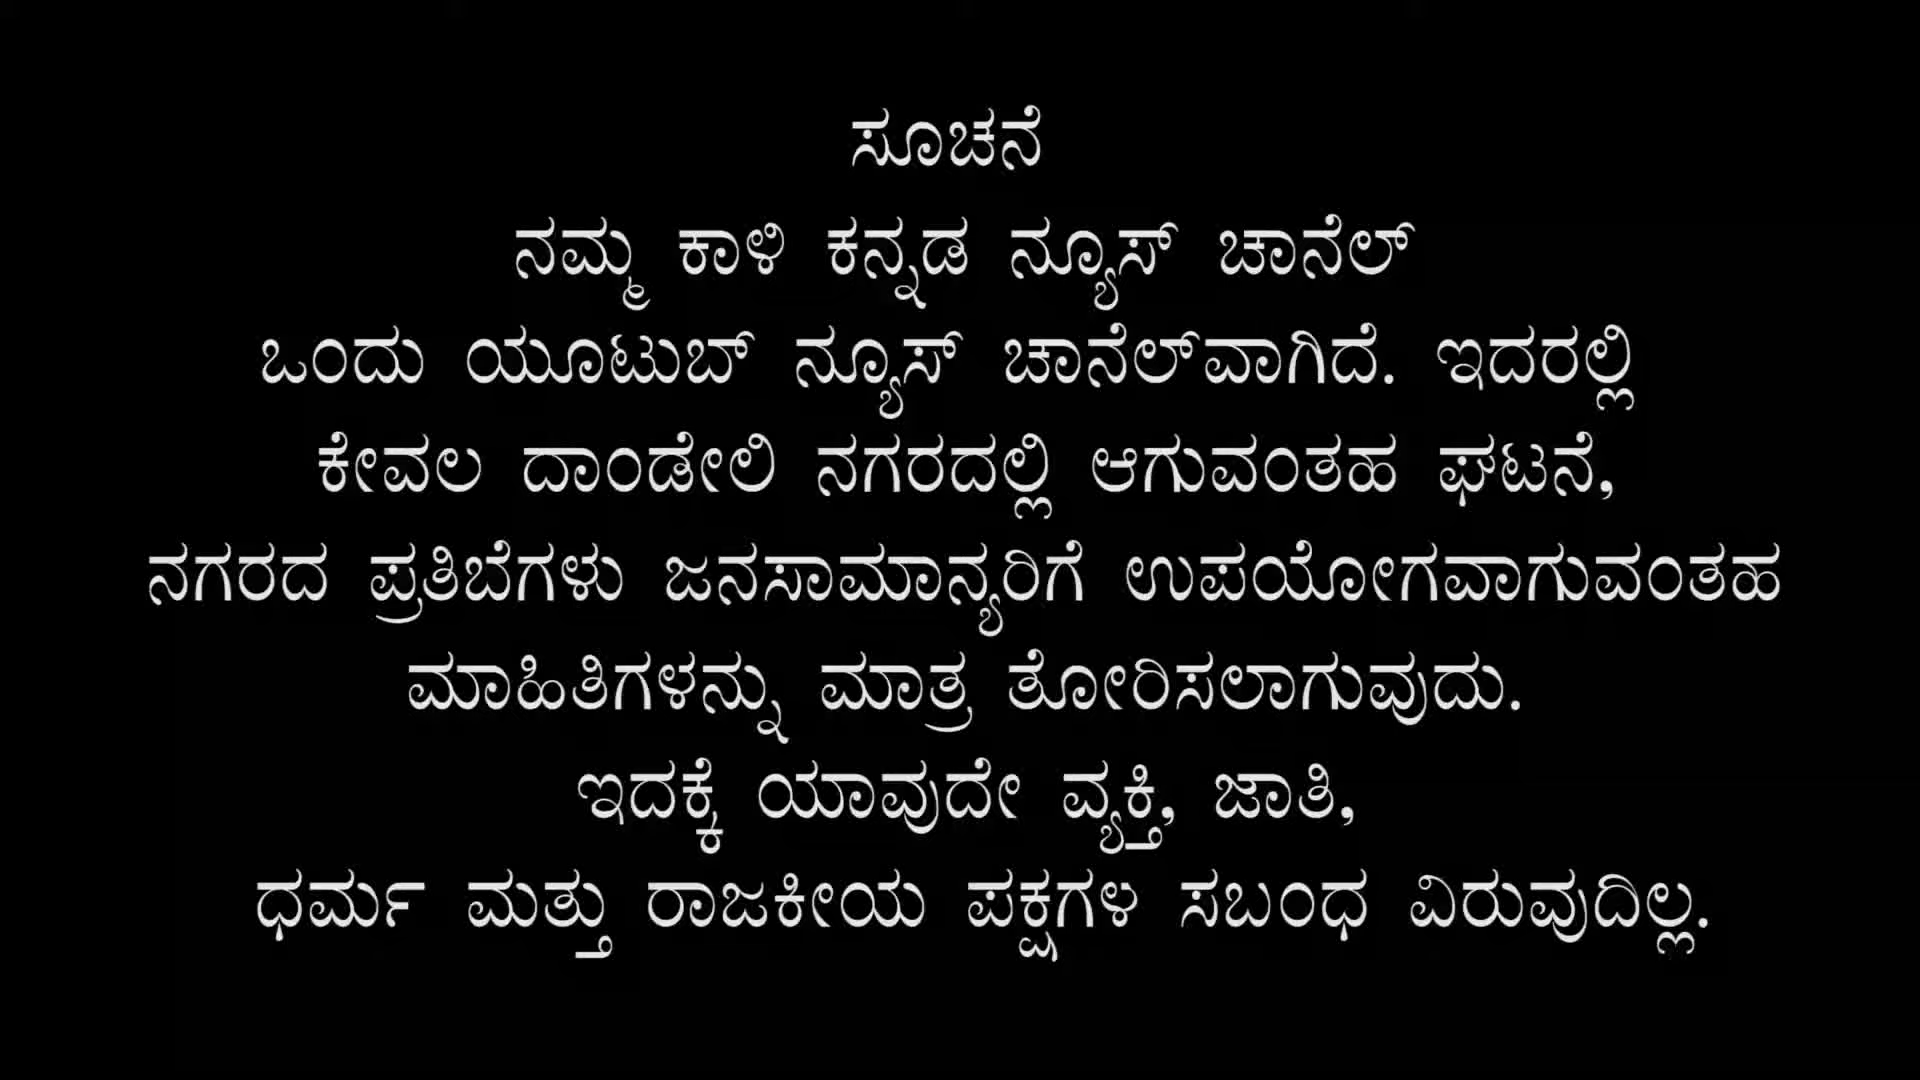 ಸೂಚನೆ
ನಮ್ಮ ಕಾಳಿ ಕನ್ನಡ ನ್ಯೂಸ್ ಚಾನೆಲ್
ಒಂದು ಯೂಟುಬ್ ನ್ಯೂಸ್ ಚಾನೆಲ್‌ವಾಗಿದೆ. ಇದರಲ್ಲಿ
ಕೇವಲ ದಾಂಡೇಲಿ ನಗರದಲ್ಲಿ ಆಗುವಂತಹ ಘಟನೆ,
ನಗರದ ಪ್ರತಿಬೆಗಳು ಜನಸಾಮಾನ್ಯರಿಗೆ ಉಪಯೋಗವಾಗುವಂತಹ
ಮಾಹಿತಿಗಳನ್ನು ಮಾತ್ರ ತೋರಿಸಲಾಗುವುದು.
ಇದಕ್ಕೆ ಯಾವುದೇ ವ್ಯಕ್ತಿ, ಜಾತಿ,
ಧರ್ಮ ಮತ್ತು ರಾಜಕೀಯ ಪಕ್ಷಗಳ ಸಬಂಧ ವಿರುವುದಿಲ್ಲ.